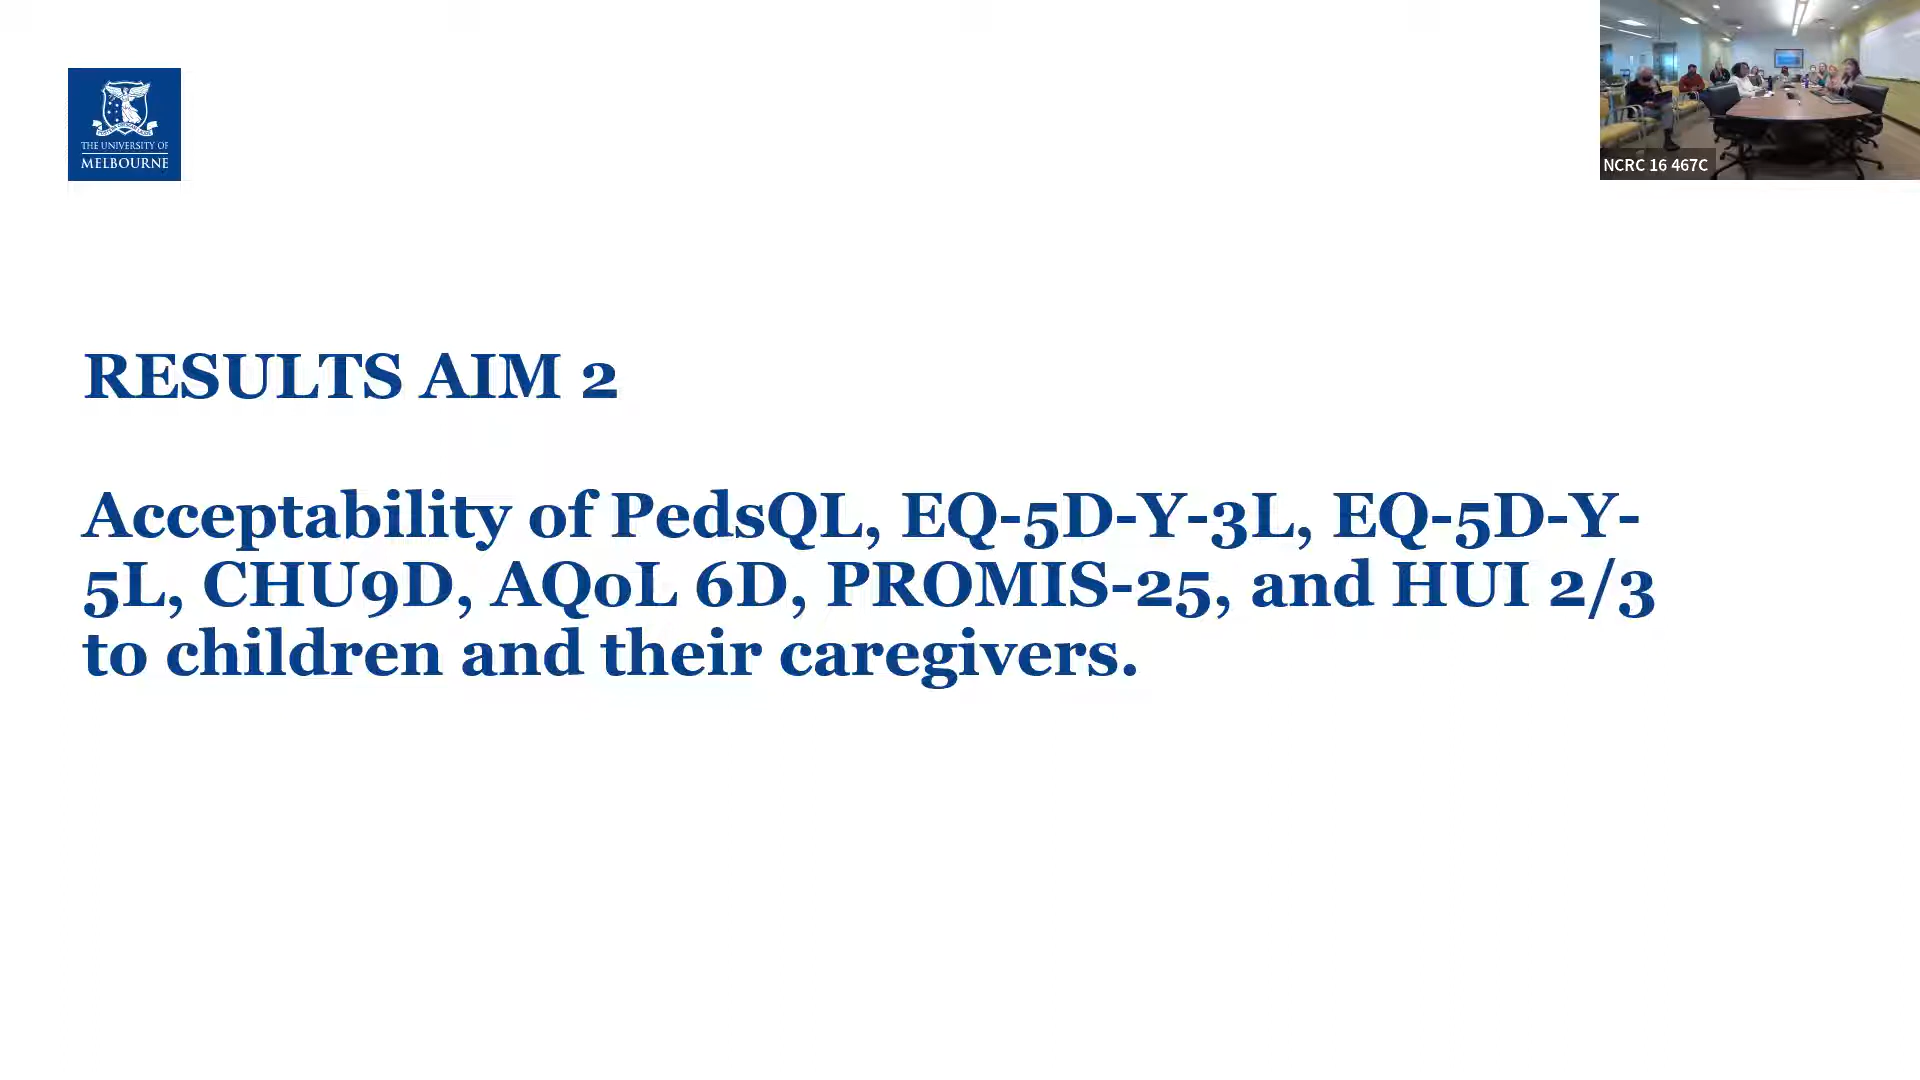 THE UNIVERSITY OF
MELBOURNE
NCRC 16 467C
RESULTS AIM 2
Acceptability of PedsQL, EQ-5D-Y-3L, EQ-5D-Y-
5L, CHU9D, AQoL 6D, PROMIS-25, and HUI 2/3
to children and their caregivers.